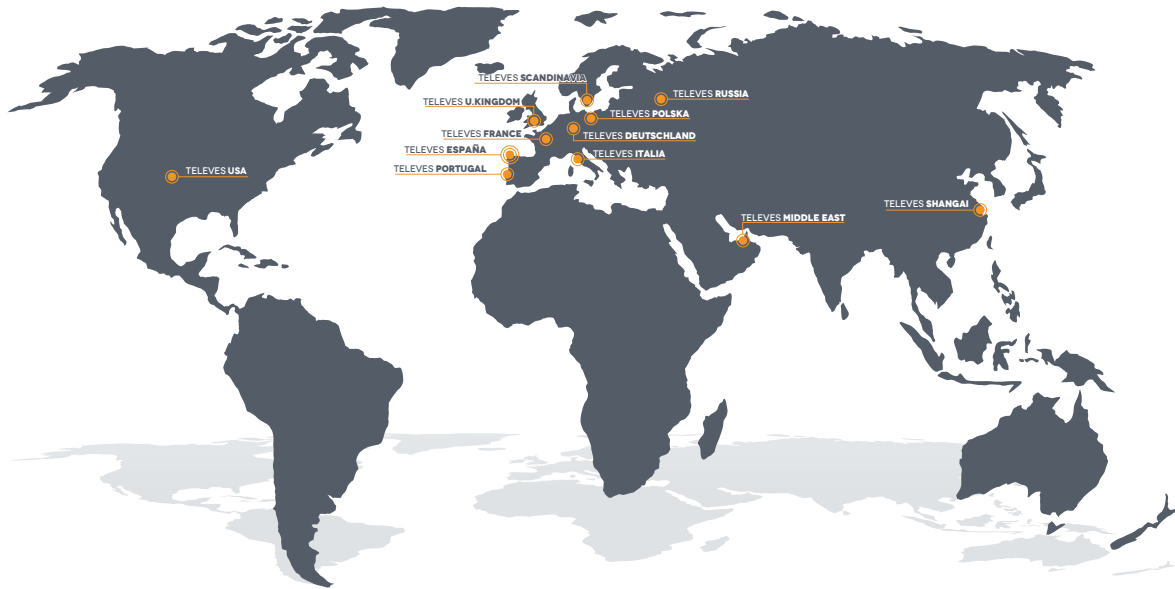 TELEVES SCANDINAVIA
TELEVES RUSSIA
TELEVES U.KINGDOM
TELEVES POLSKA
TELEVES FRANCE
TELEVES DEUTSCHLAND
TELEVES ESPAÑA
TELEVES ITALIA
TELEVES PORTUGAL
TELEVES USA
TELEVES SHANGAI
TELEVES MIDDLE EAST